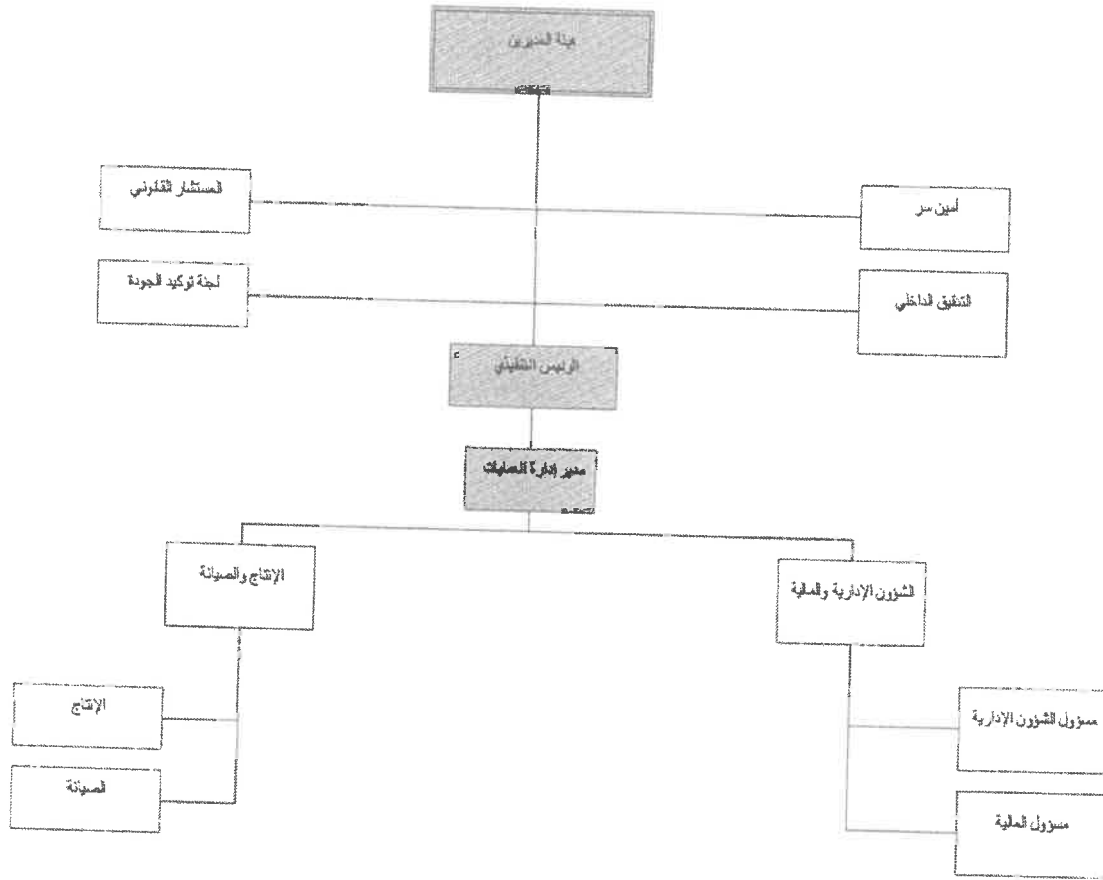 هيئة المديرين
أمين سر
المستشار القانوني
التدقيق الداخلي
لجنة توكيد الجودة
الرئيس التنفيذي
مدير إدارة العمليات
الشؤون الإدارية والمالية
الإنتاج والصيانة
مسؤول الشؤون الإدارية
الإنتاج
مسؤول المالية
الصيانة